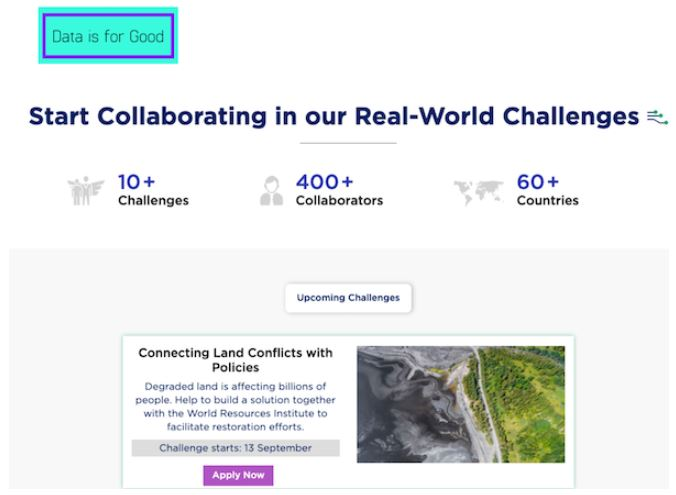 Data is for Good
Start Collaborating in our Real-World Challenges
10+
Challenges
400+
Collaborators
60+
Countries
Upcoming Challenges
Connecting Land Conflicts with
Policies
Degraded land is affecting billions of
people. Help to build a solution together
with the World Resources Institute to
facilitate restoration efforts.
Challenge starts: 13 September
Apply Now